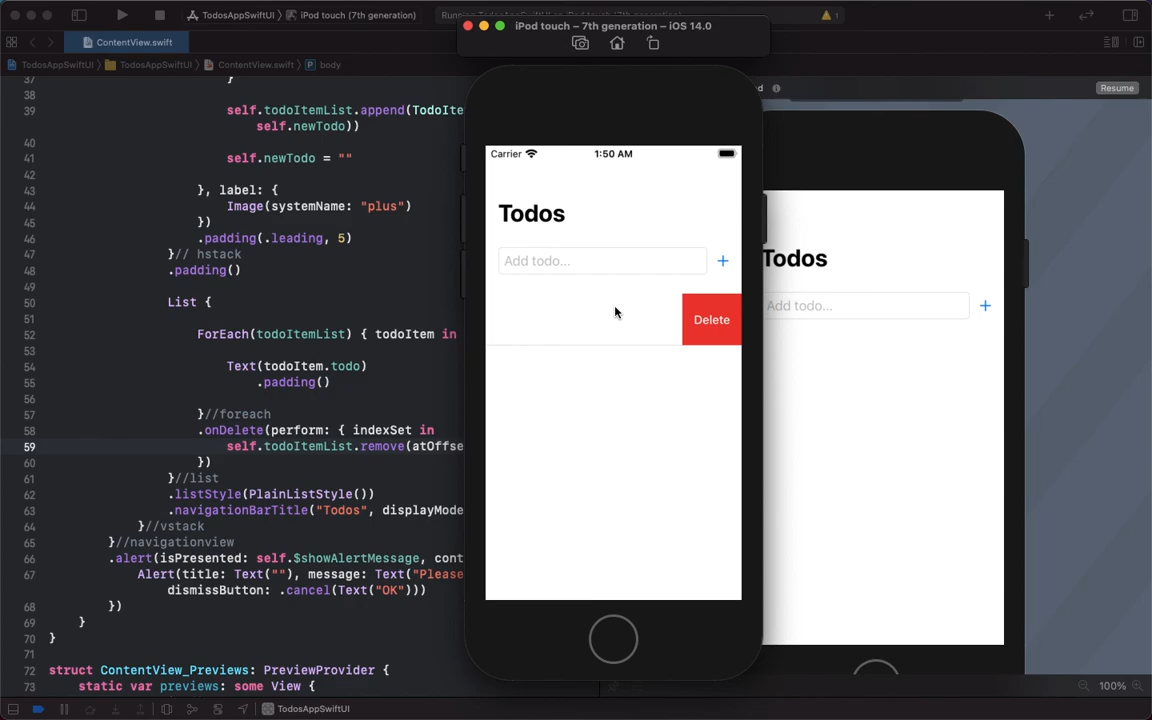 TodosAppSwiftUI 〉 iPod touch (7th generation)
iPod touch – 7th generation – iOS 14.0
1
ContentView.swift
TodosAppSwiftUI 〉 TodosAppSwiftUI 〉 ContentView.swift 〉 P body
Resume
37 }
38
39 self.todoItemList.append(TodoIte
self.newTodo))
40
41 self.newTodo = ""
42
43 }, label: {
44 Image(systemName: "plus")
45 })
46 .padding(.leading, 5)
47 }// hstack
48 .padding()
49
50 List {
51
52 ForEach(todoItemList) { todoItem in
53
54 Text(todoItem.todo)
55 .padding()
56
57 }//foreach
58 .onDelete(perform: { indexSet in
59 self.todoItemList.remove(atOffse
60 })
61 }//list
62 .listStyle(PlainListStyle())
63 .navigationBarTitle("Todos", displayMode
64 }//vstack
65 }//navigationview
66 .alert(isPresented: self.$showAlertMessage, cont
67 Alert(title: Text(""), message: Text("Please
dismissButton: .cancel(Text("OK")))
68 })
69 }
70 }
71
72 struct ContentView_Previews: PreviewProvider {
73 static var previews: some View {
Carrier 1:50 AM
Todos
Add todo...
+
Delete
Todos
Add todo...
+
100%
TodosAppSwiftUI